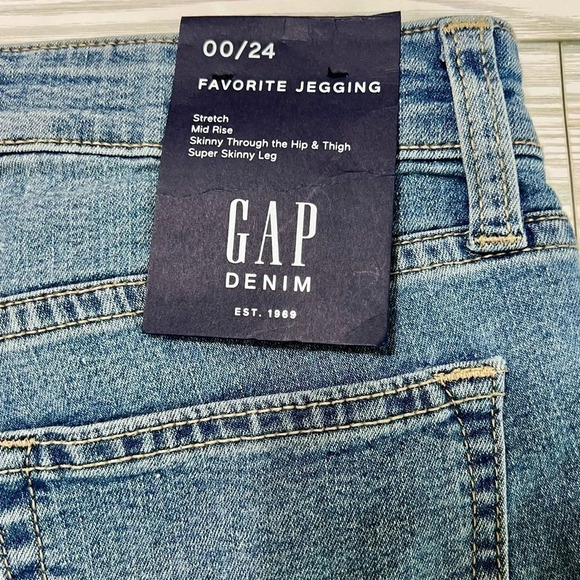 00/24
FAVORITE JEGGING
Stretch
Mid Rise
Skinny Through the Hip & Thigh
Super Skinny Leg
GAP
DENIM
EST. 1969